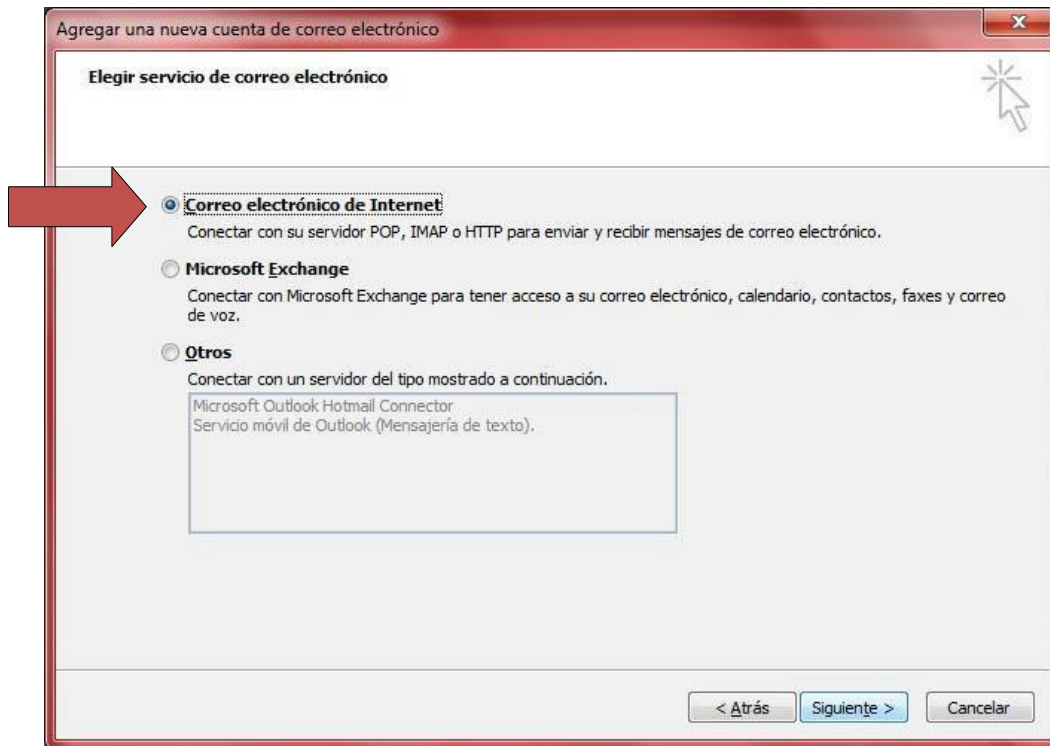 Agregar una nueva cuenta de correo electrónico
x
Elegir servicio de correo electrónico
Correo electrónico de Internet
Conectar con su servidor POP, IMAP o HTTP para enviar y recibir mensajes de correo electrónico.
Microsoft Exchange
Conectar con Microsoft Exchange para tener acceso a su correo electrónico, calendario, contactos, faxes y correo
de voz.
Otros
Conectar con un servidor del tipo mostrado a continuación.
Microsoft Outlook Hotmail Connector
Servicio móvil de Outlook (Mensajería de texto).
< Atrás
Siguiente >
Cancelar